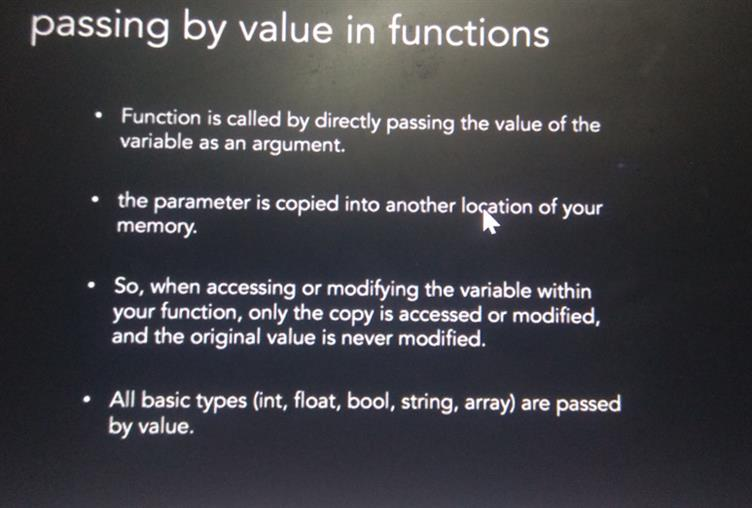 passing by value in functions
• Function is called by directly passing the value of the
variable as an argument.
• the parameter is copied into another location of your
memory.
• So, when accessing or modifying the variable within
your function, only the copy is accessed or modified,
and the original value is never modified.
• All basic types (int, float, bool, string, array) are passed
by value.